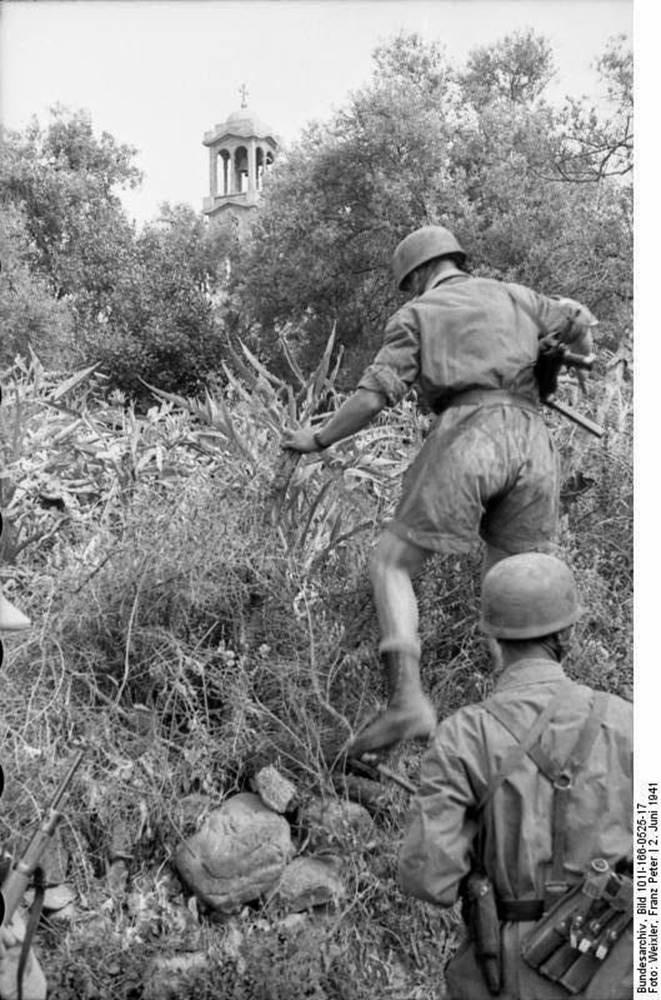 Bundesarchiv, Bild 101I-166-0525-17
Foto: Weixler, Franz Peter | 2. Juni 1941